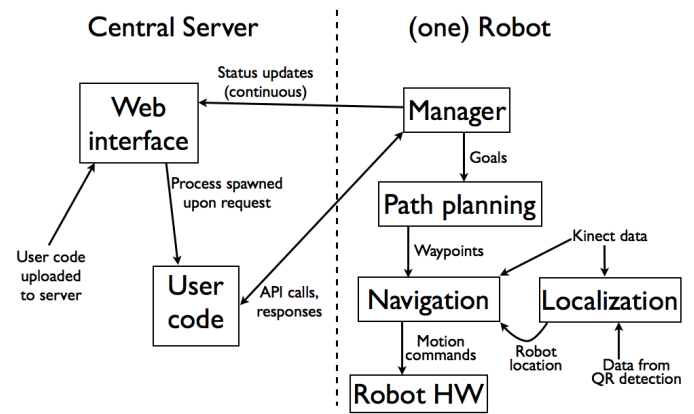 Central Server
(one) Robot
Status updates
(continuous)
Web
interface
Manager
Goals
Process spawned
upon request
Path planning
User code
uploaded
to server
Waypoints
Kinect data
User
code
API calls,
responses
Navigation
Localization
Motion
commands
Robot
location
Data from
QR detection
Robot HW